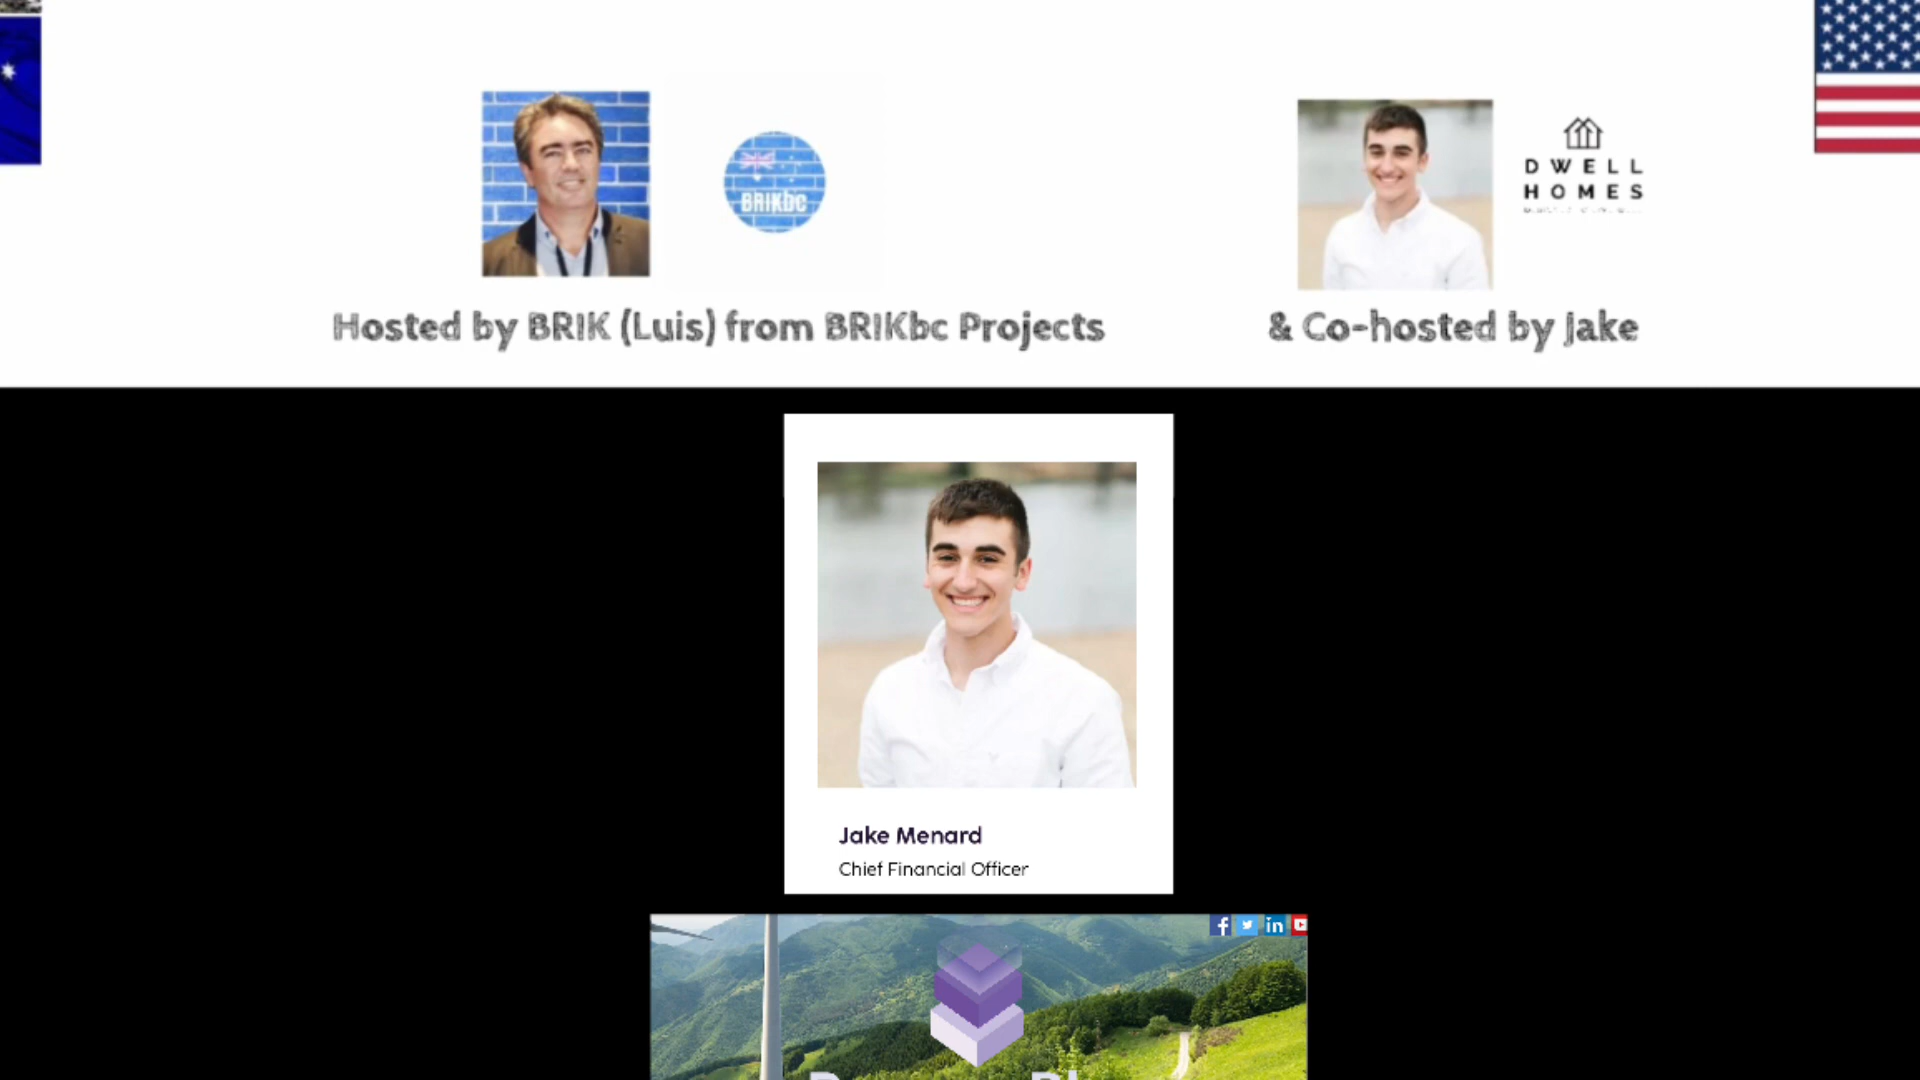 BRIKbc
DWELL
HOMES
Hosted by BRIK (Luis) from BRIKbc Projects
& Co-hosted by Jake
Jake Menard
Chief Financial Officer
f
in